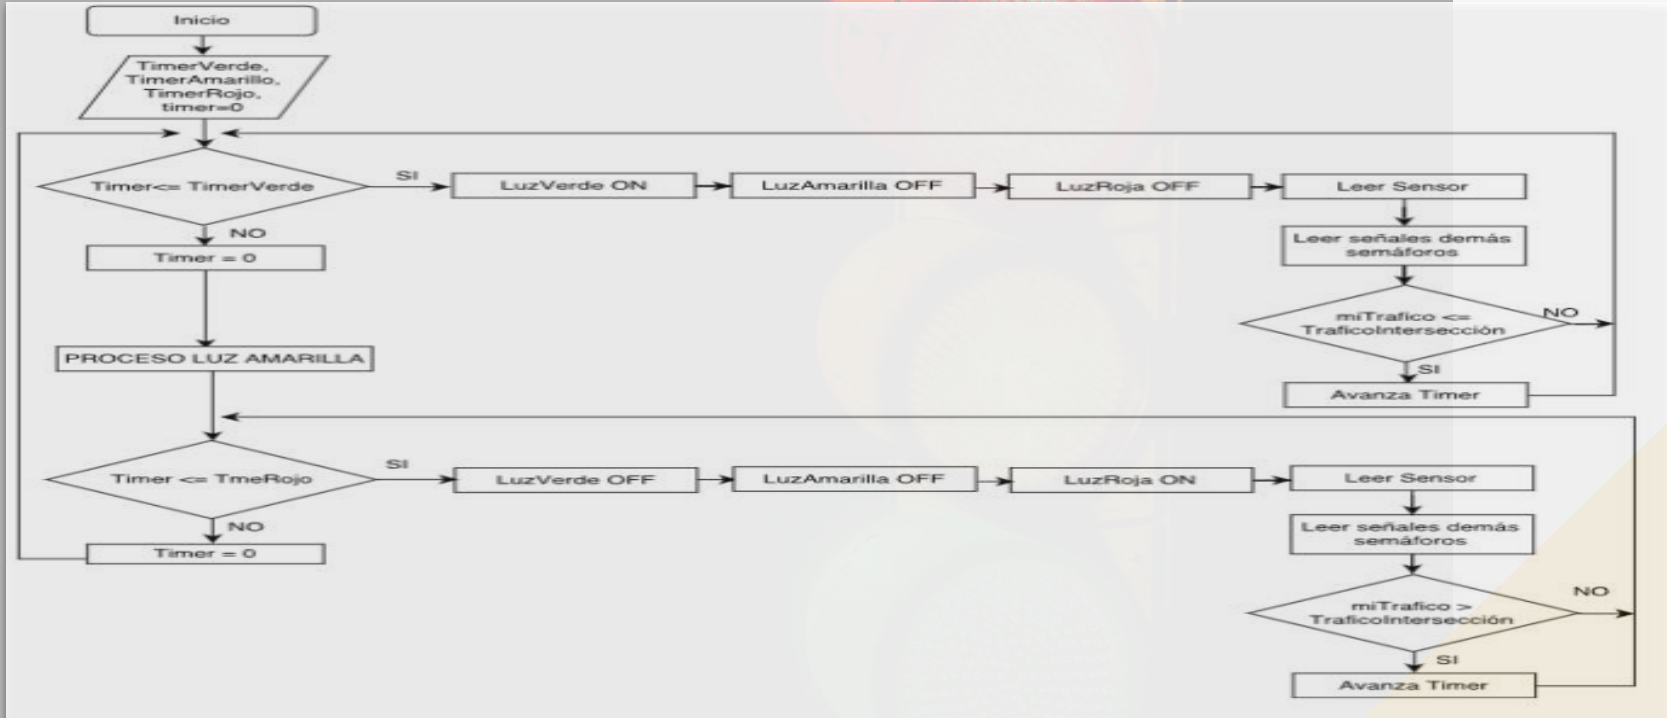 Inicio
TimerVerde,
TimerAmarillo,
TimerRojo,
timer=0
Timer<= TimerVerde
SI
LuzVerde ON
LuzAmarilla OFF
LuzRoja OFF
Leer Sensor
Leer señales demás
semáforos
miTrafico <=
TraficoIntersección
NO
SI
Avanza Timer
NO
Timer = 0
PROCESO LUZ AMARILLA
Timer <= TmeRojo
SI
LuzVerde OFF
LuzAmarilla OFF
LuzRoja ON
Leer Sensor
Leer señales demás
semáforos
miTrafico >
TraficoIntersección
NO
SI
Avanza Timer
NO
Timer = 0